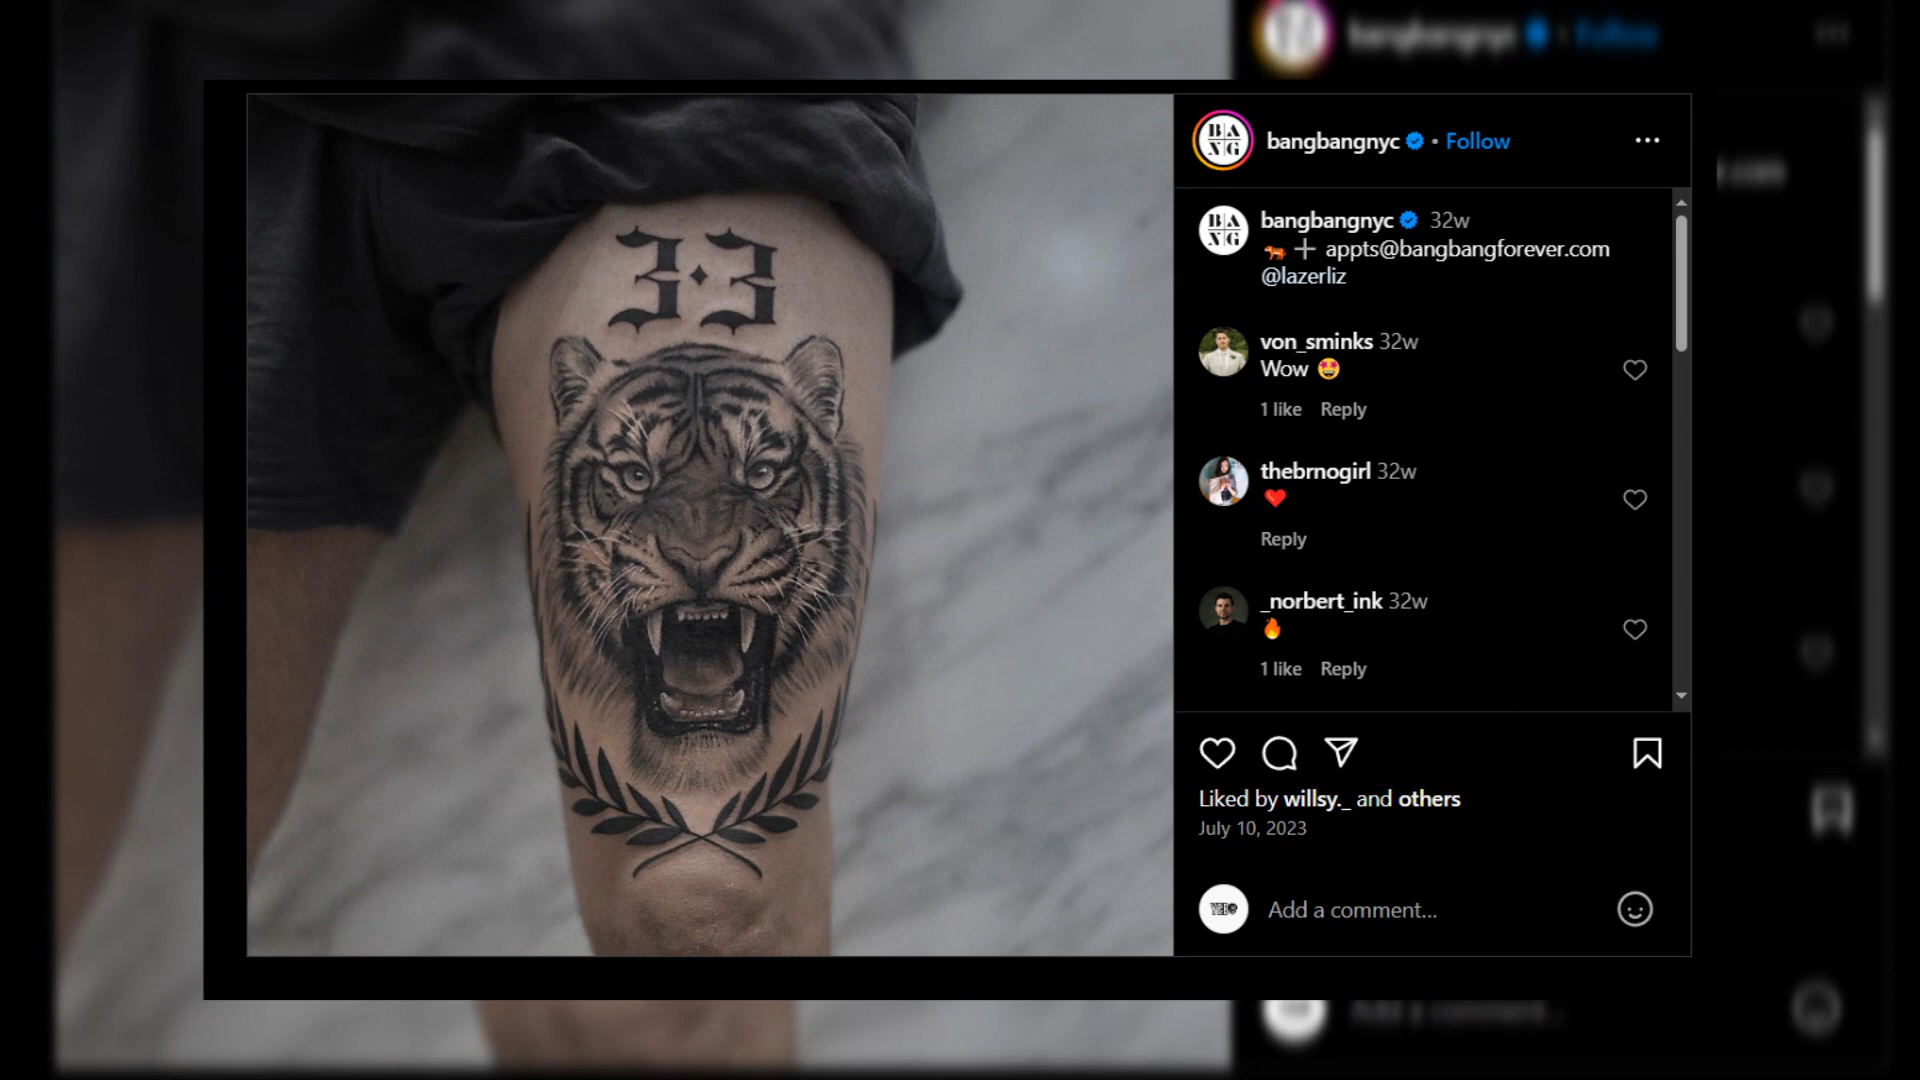 3·3
BA
NG
bangbangnyc • Follow
BA
NG
bangbangnyc 32w
🐅 ➕ appts@bangbangforever.com
@lazerliz
von_sminks 32w
Wow 🤩
1 like Reply
thebrnogirl 32w
❤️
Reply
_norbert_ink 32w
🔥
1 like Reply
Liked by willsy._ and others
July 10, 2023
Add a comment...